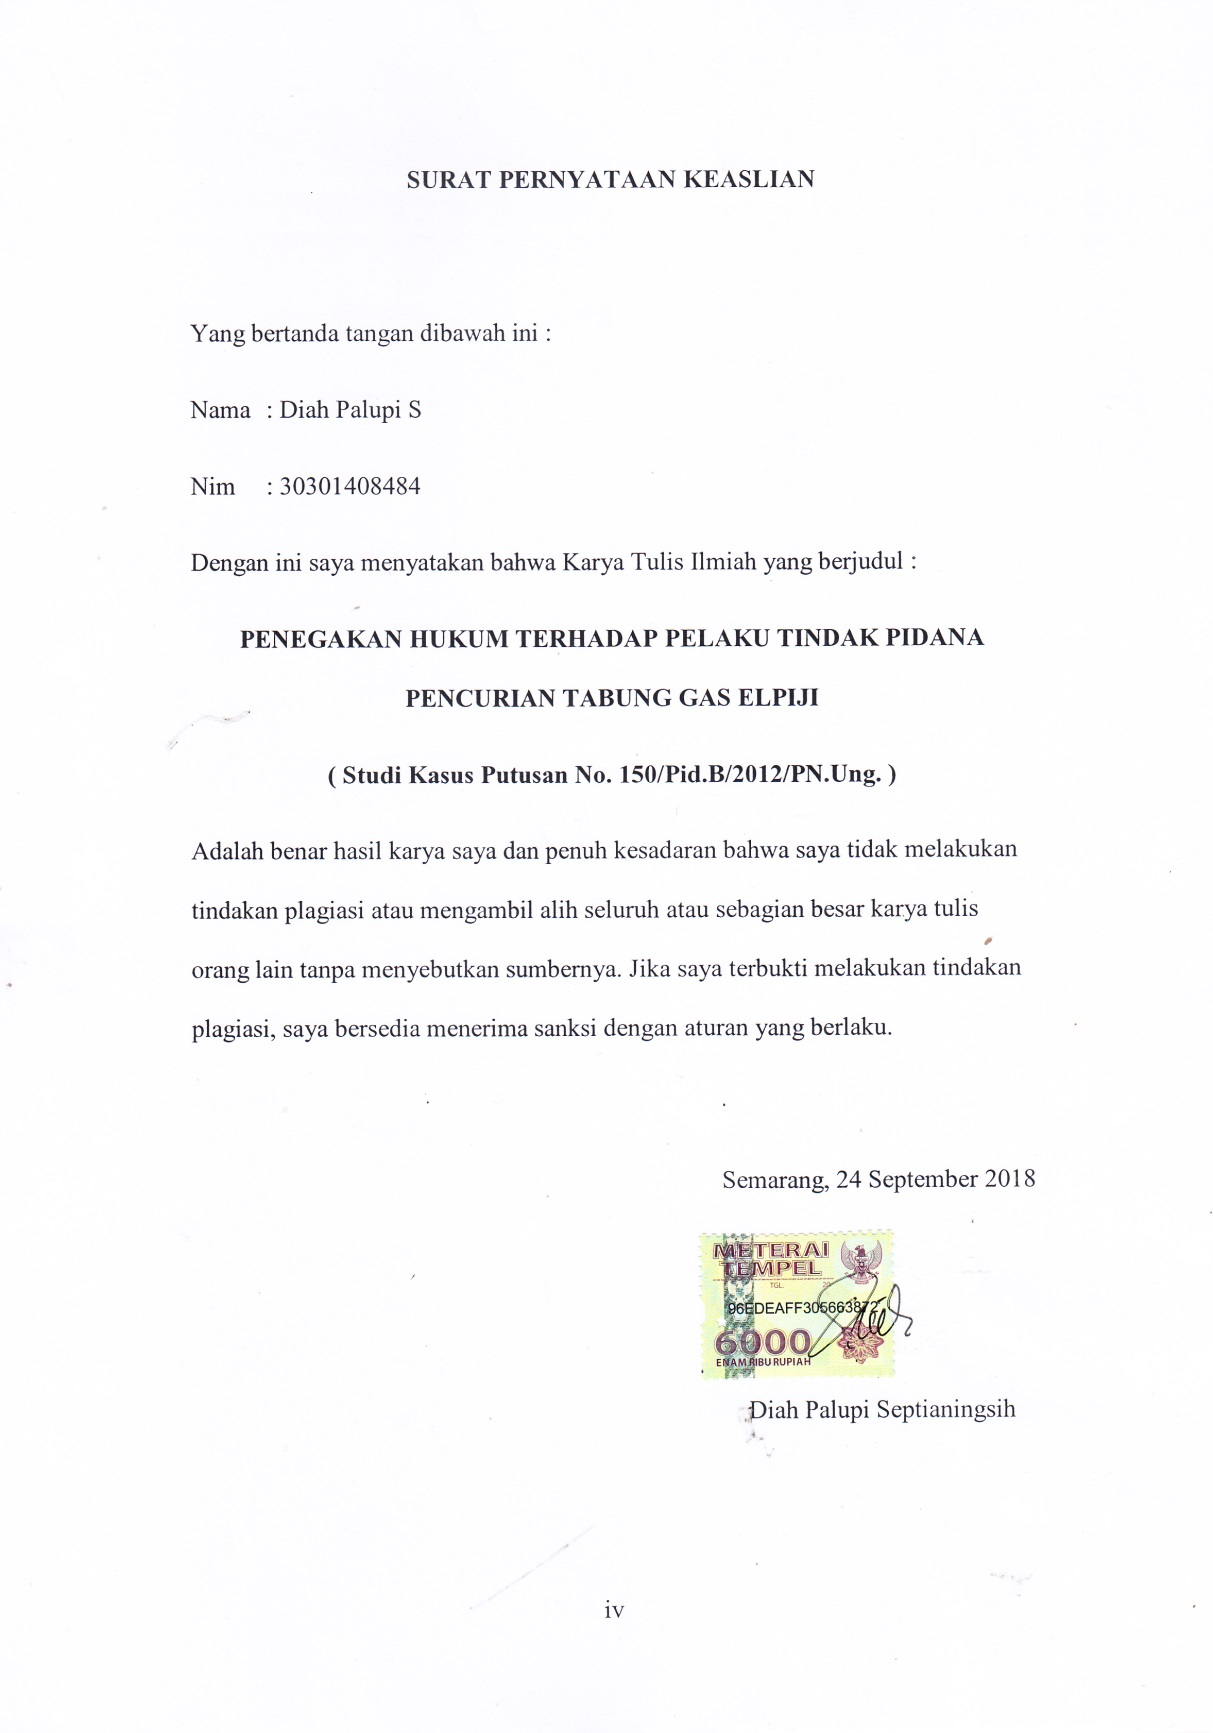 SURAT PERNYATAAN KEASLIAN
Yang bertanda tangan dibawah ini :
Nama : Diah Palupi S
Nim : 30301408484
Dengan ini saya menyatakan bahwa Karya Tulis Ilmiah yang berjudul :
PENEGAKAN HUKUM TERHADAP PELAKU TINDAK PIDANA
PENCURIAN TABUNG GAS ELPIJI
( Studi Kasus Putusan No. 150/Pid.B/2012/PN.Ung. )
Adalah benar hasil karya saya dan penuh kesadaran bahwa saya tidak melakukan
tindakan plagiasi atau mengambil alih seluruh atau sebagian besar karya tulis
orang lain tanpa menyebutkan sumbernya. Jika saya terbukti melakukan tindakan
plagiasi, saya bersedia menerima sanksi dengan aturan yang berlaku.
Semarang, 24 September 2018
METERAI
TEMPEL
TGL. 20
96EDEAFF305663872
6000
ENAM RIBU RUPIAH
Diah Palupi Septianingsih
iv